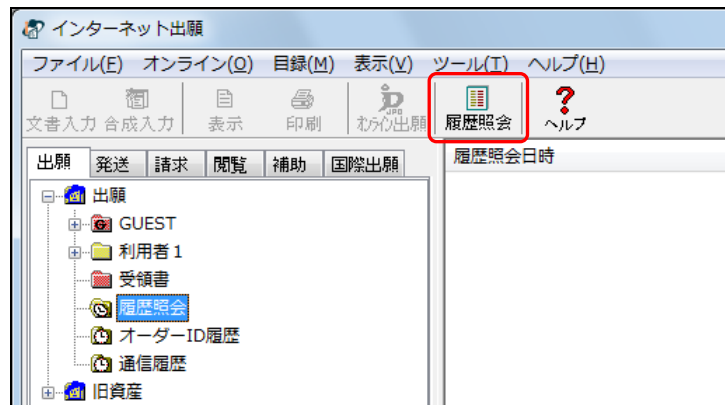 インターネット出願
ファイル(F) オンライン(O) 目録(M) 表示(V) ツール(T) ヘルプ(H)
JPO
文書入力 合成入力 表示 印刷 オンライン出願 履歴照会 ヘルプ
出願 発送 請求 閲覧 補助 国際出願
履歴照会日時
出願
G GUEST
利用者1
受領書
履歴照会
オーダーID履歴
通信履歴
旧資産